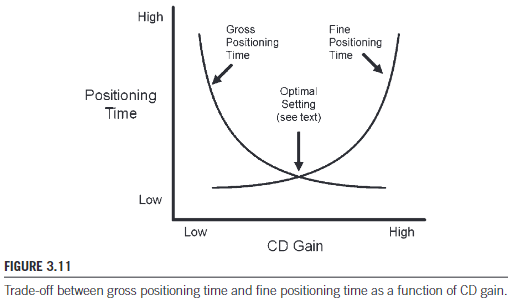 High
Gross
Positioning
Time
Fine
Positioning
Time
Positioning
Time
Optimal
Setting
(see text)
Low
Low
High
CD Gain
FIGURE 3.11
Trade-off between gross positioning time and fine positioning time as a function of CD gain.